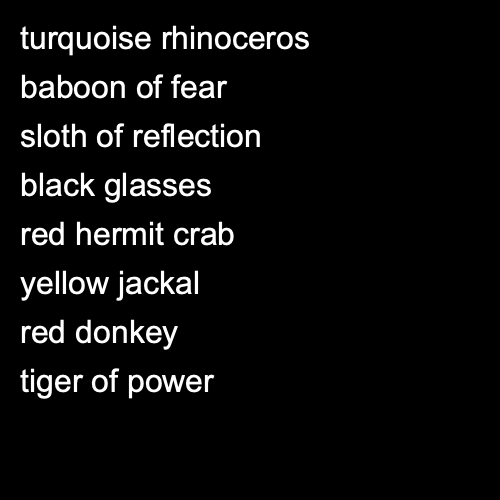 turquoise rhinoceros
baboon of fear
sloth of reflection
black glasses
red hermit crab
yellow jackal
red donkey
tiger of power